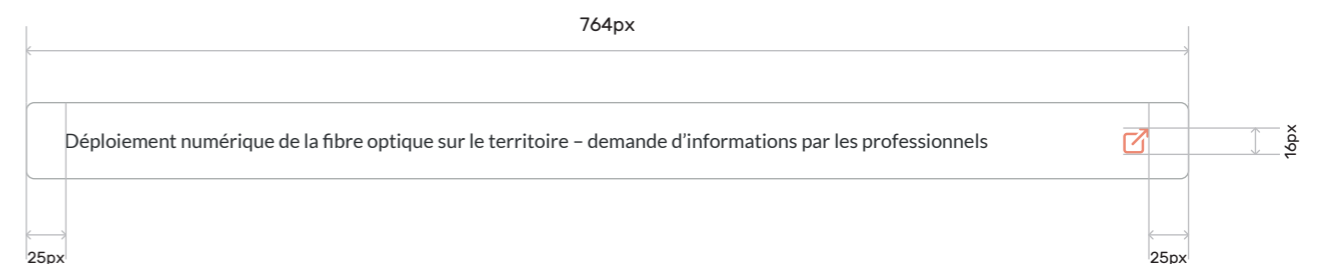 764px
Déploiement numérique de la fibre optique sur le territoire – demande d’informations par les professionnels
16px
25px
25px